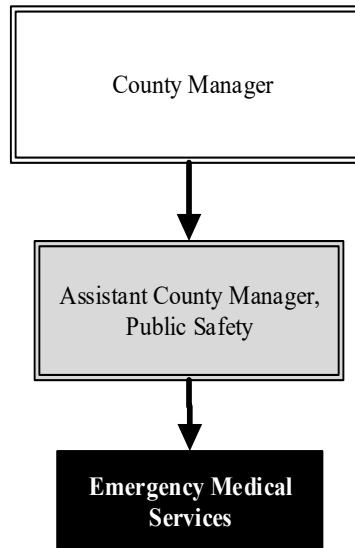 County Manager
Assistant County Manager,
Public Safety
Emergency Medical
Services